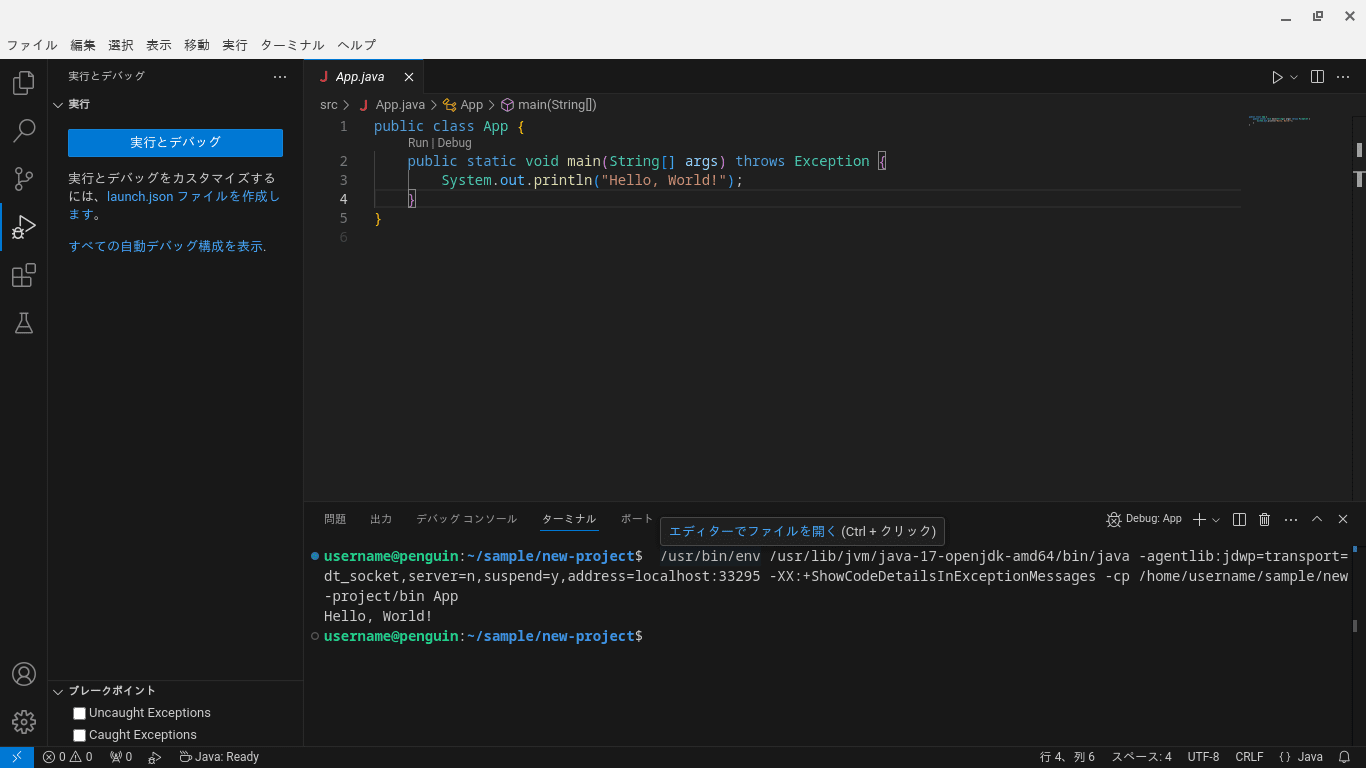 ファイル 編集 選択 表示 移動 実行 ターミナル ヘルプ
実行とデバッグ
実行
実行とデバッグ
実行とデバッグをカスタマイズする
には、launch.json ファイルを作成し
ます。
すべての自動デバッグ構成を表示.
ブレークポイント
Uncaught Exceptions
Caught Exceptions
App.java
src App.java App main(String[])
1 public class App {
Run | Debug
2 public static void main(String[] args) throws Exception {
3 System.out.println("Hello, World!");
4 }
5 }
6
問題 出力 デバッグ コンソール ターミナル ポート
エディターでファイルを開く (Ctrl + クリック)
Debug: App
username@penguin:~/sample/new-project$ /usr/bin/env /usr/lib/jvm/java-17-openjdk-amd64/bin/java -agentlib:jdwp=transport=
dt_socket,server=n,suspend=y,address=localhost:33295 -XX:+ShowCodeDetailsInExceptionMessages -cp /home/username/sample/new
-project/bin App
Hello, World!
username@penguin:~/sample/new-project$
0 0 0 Java: Ready 行 4、列 6 スペース: 4 UTF-8 CRLF {} Java